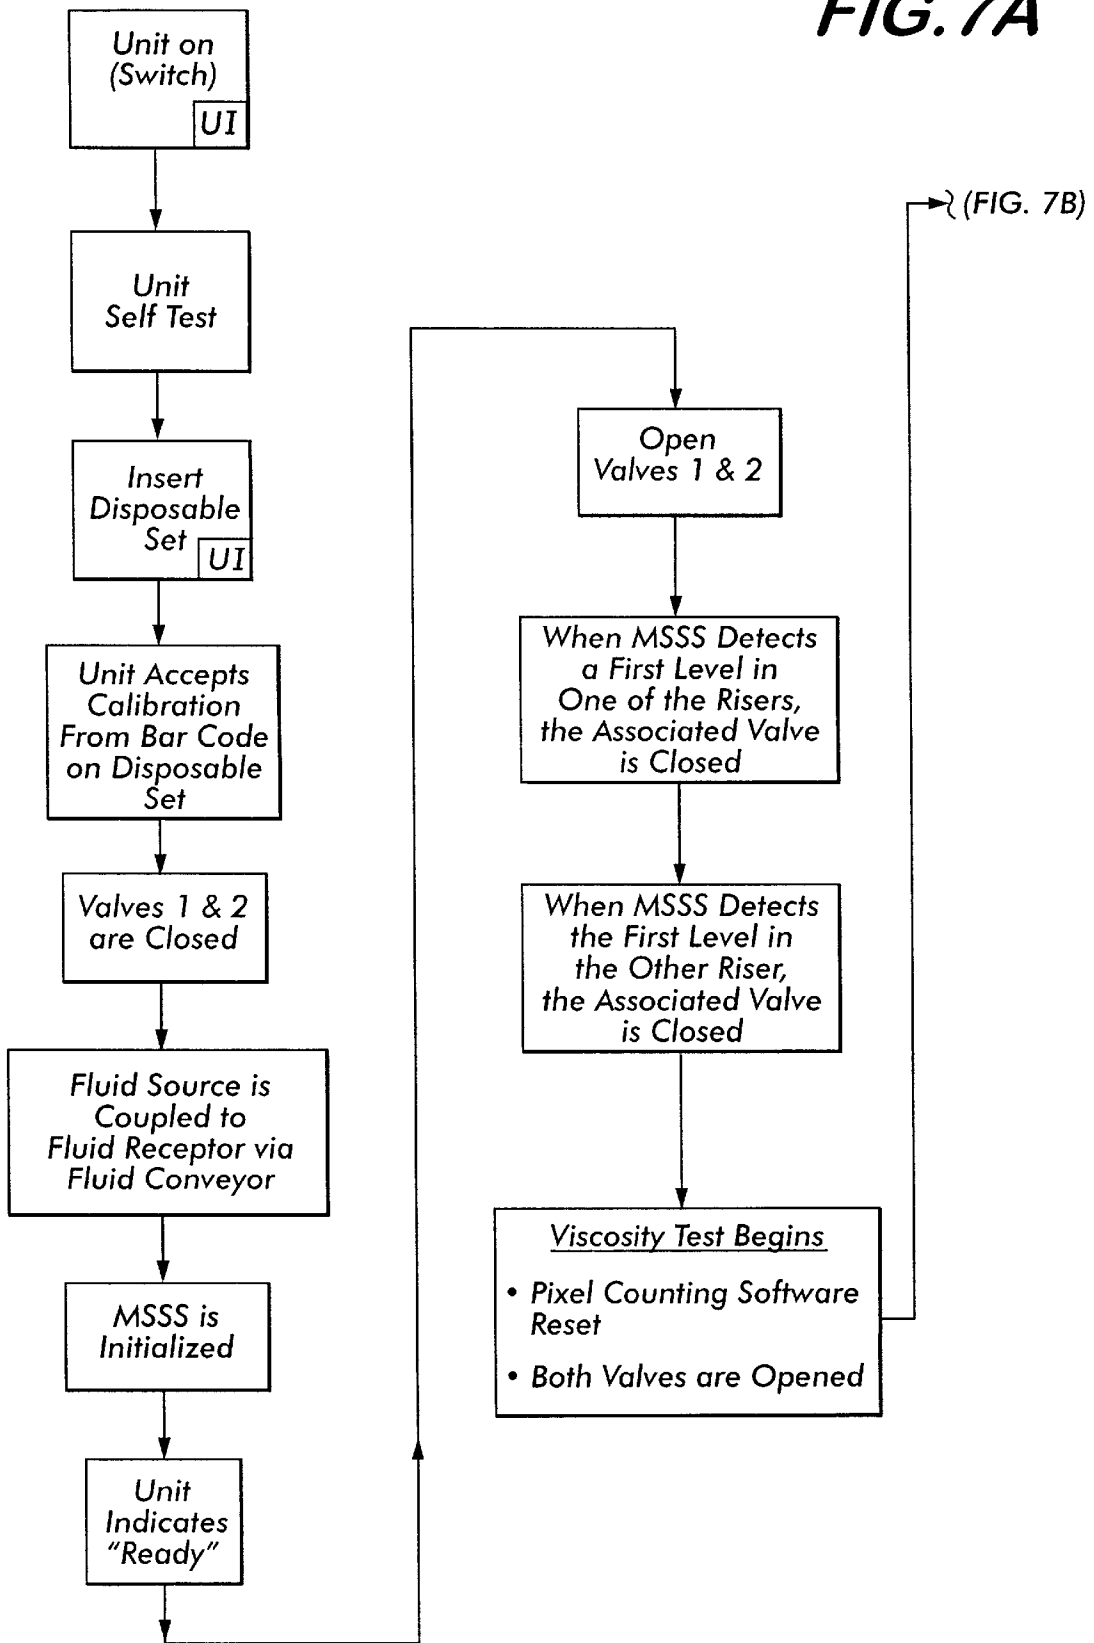 FIG. 7A
Unit on
(Switch)
UI
Unit
Self Test
Insert
Disposable
Set
UI
Unit Accepts
Calibration
From Bar Code
on Disposable
Set
Valves 1 & 2
are Closed
Fluid Source is
Coupled to
Fluid Receptor via
Fluid Conveyor
MSSS is
Initialized
Unit
Indicates
"Ready"
Open
Valves 1 & 2
When MSSS Detects
a First Level in
One of the Risers,
the Associated Valve
is Closed
When MSSS Detects
the First Level in
the Other Riser,
the Associated Valve
is Closed
Viscosity Test Begins
• Pixel Counting Software
Reset
• Both Valves are Opened
(FIG. 7B)